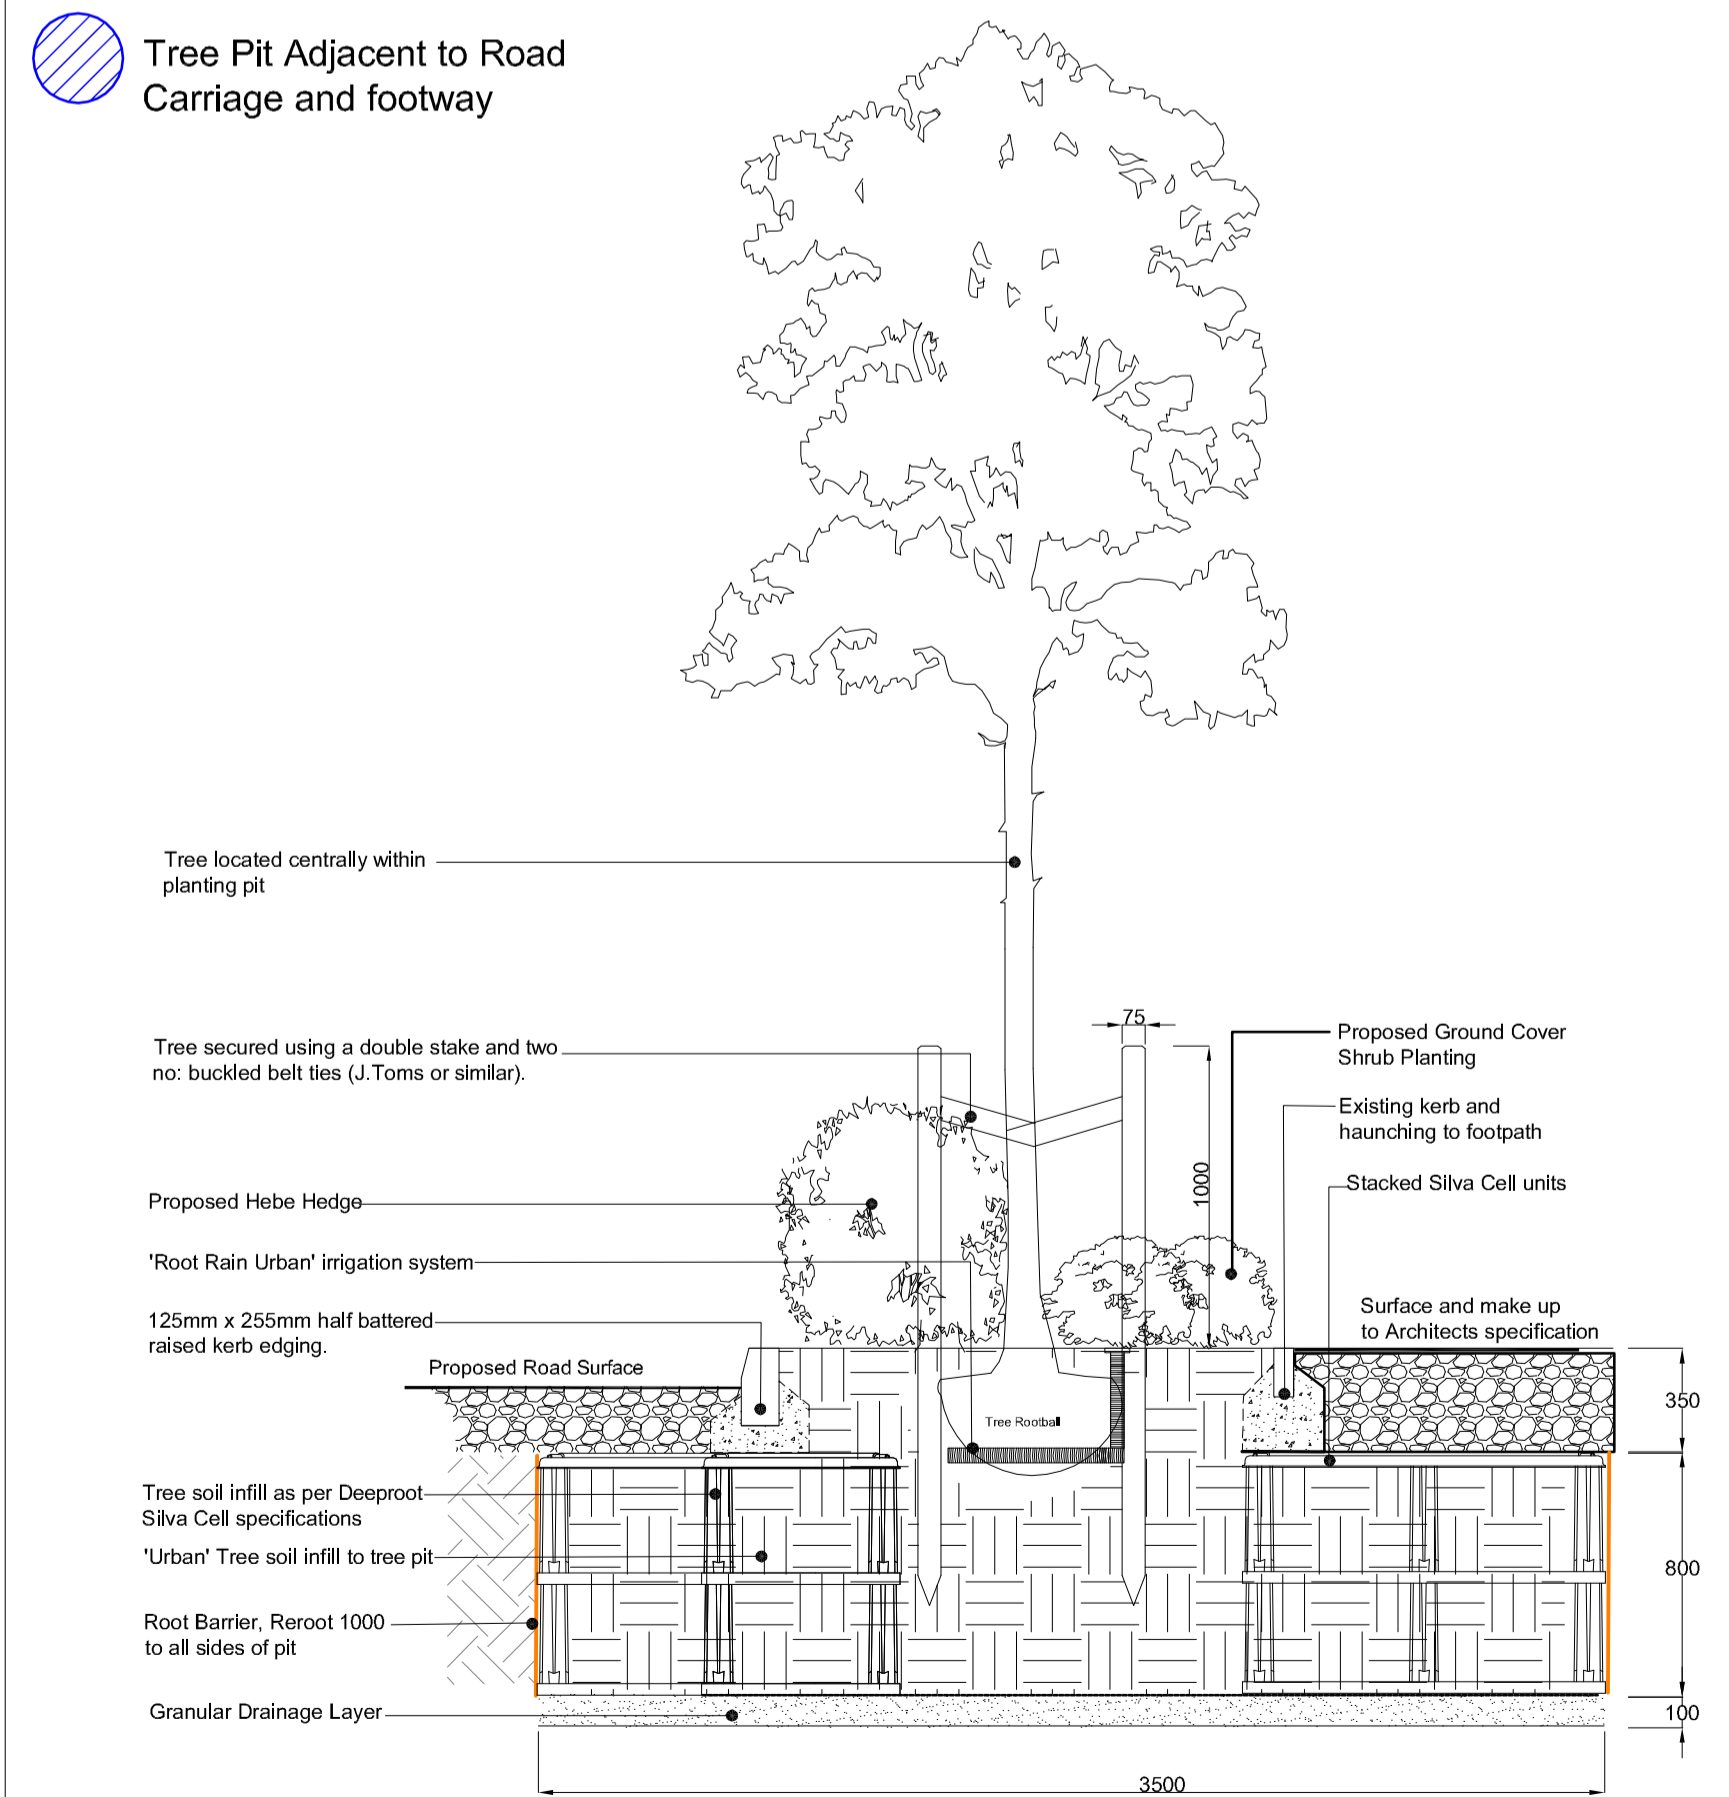 Tree Pit Adjacent to Road
Carriage and footway
Tree located centrally within
planting pit
Tree secured using a double stake and two
no: buckled belt ties (J.Toms or similar).
Proposed Hebe Hedge
'Root Rain Urban' irrigation system
125mm x 255mm half battered
raised kerb edging.
Proposed Road Surface
Tree soil infill as per Deeproot
Silva Cell specifications
'Urban' Tree soil infill to tree pit
Root Barrier, Reroot 1000
to all sides of pit
Granular Drainage Layer
Tree Rootball
75
1000
Proposed Ground Cover
Shrub Planting
Existing kerb and
haunching to footpath
Stacked Silva Cell units
Surface and make up
to Architects specification
350
800
100
3500